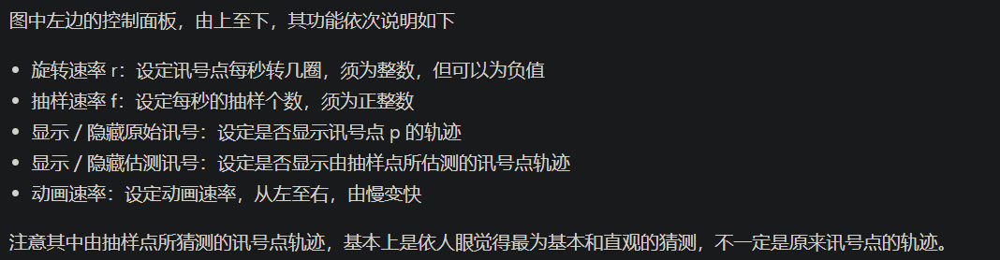 图中左边的控制面板，由上至下，其功能依次说明如下
• 旋转速率 r：设定讯号点每秒转几圈，须为整数，但可以为负值
• 抽样速率 f：设定每秒的抽样个数，须为正整数
• 显示 / 隐藏原始讯号：设定是否显示讯号点 p 的轨迹
• 显示 / 隐藏估测讯号：设定是否显示由抽样点所估测的讯号点轨迹
• 动画速率：设定动画速率，从左至右，由慢变快
注意其中由抽样点所猜测的讯号点轨迹，基本上是依人眼觉得最为基本和直观的猜测，不一定是原来讯号点的轨迹。